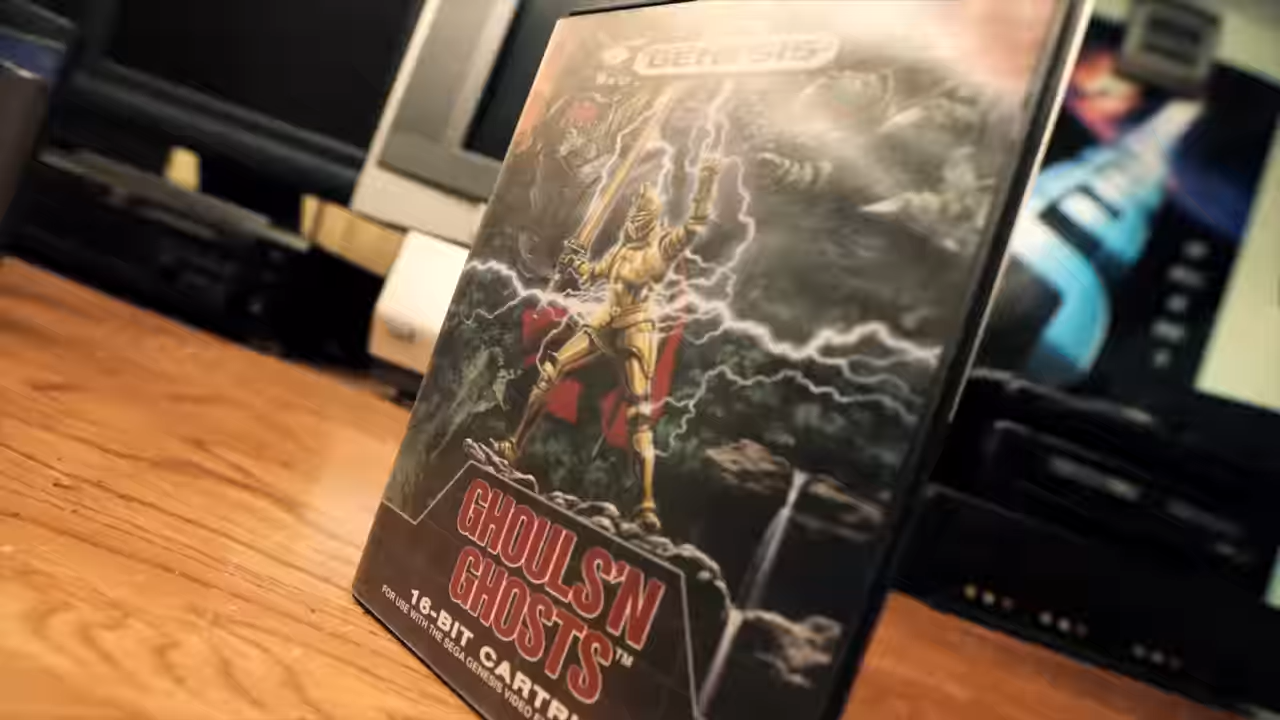 GENESIS
GHOULS'N
GHOSTS™
16-BIT CARTRI
FOR USE WITH THE SEGA GENESIS VIDEO